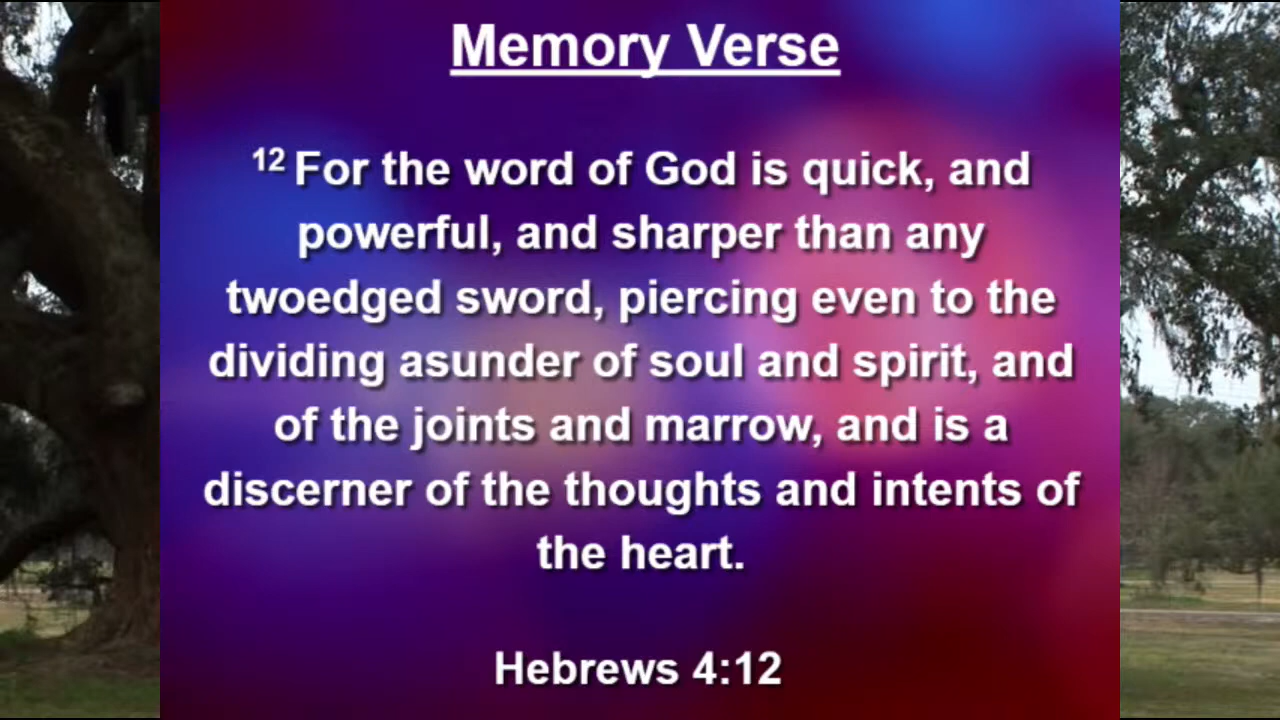 Memory Verse
12 For the word of God is quick, and
powerful, and sharper than any
twoedged sword, piercing even to the
dividing asunder of soul and spirit, and
of the joints and marrow, and is a
discerner of the thoughts and intents of
the heart.
Hebrews 4:12